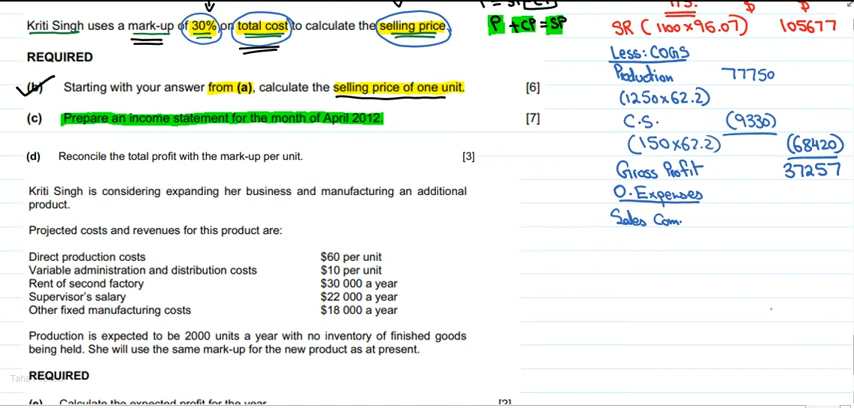 Kriti Singh uses a mark-up of 30% on total cost to calculate the selling price.
P + CP = SP
REQUIRED
(b) Starting with your answer from (a), calculate the selling price of one unit. [6]
(c) Prepare an income statement for the month of April 2012. [7]
(d) Reconcile the total profit with the mark-up per unit. [3]
Kriti Singh is considering expanding her business and manufacturing an additional
product.
Projected costs and revenues for this product are:
Direct production costs $60 per unit
Variable administration and distribution costs $10 per unit
Rent of second factory $30 000 a year
Supervisor's salary $22 000 a year
Other fixed manufacturing costs $18 000 a year
Production is expected to be 2000 units a year with no inventory of finished goods
being held. She will use the same mark-up for the new product as at present.
REQUIRED
(e) Calculate the expected profit for the year [2]
$ $
SR (1100 x 96.07) 105677
Less: COGS
Production 77750
(1250 x 62.2)
C.S. (9330)
(150 x 62.2) (68420)
Gross Profit 37257
O. Expenses
Sales Com.